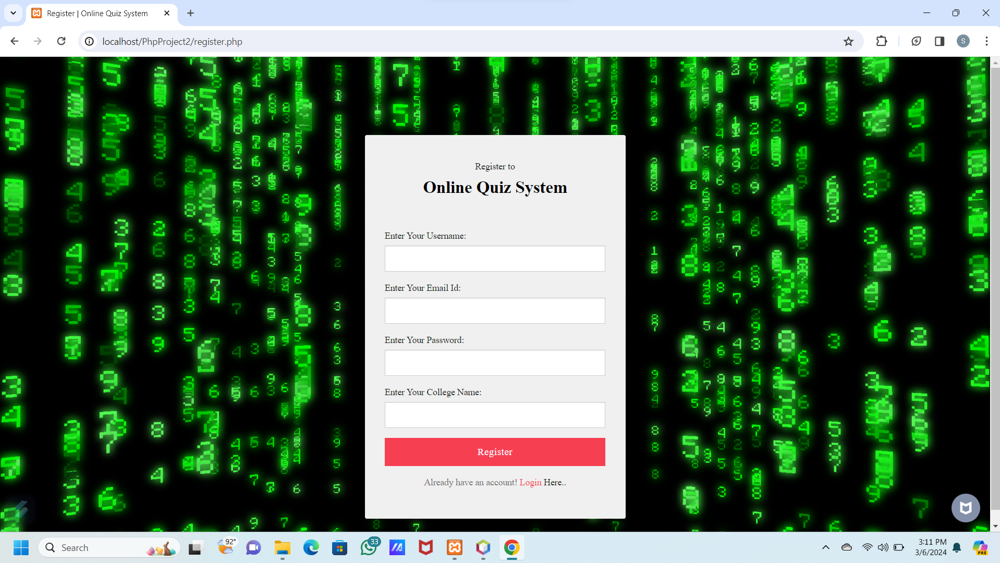 Register | Online Quiz System
localhost/PhpProject2/register.php
S
Register to
Online Quiz System
Enter Your Username:
Enter Your Email Id:
Enter Your Password:
Enter Your College Name:
Register
Already have an account! Login Here..
Search
92°
33
3:11 PM
3/6/2024
PRE